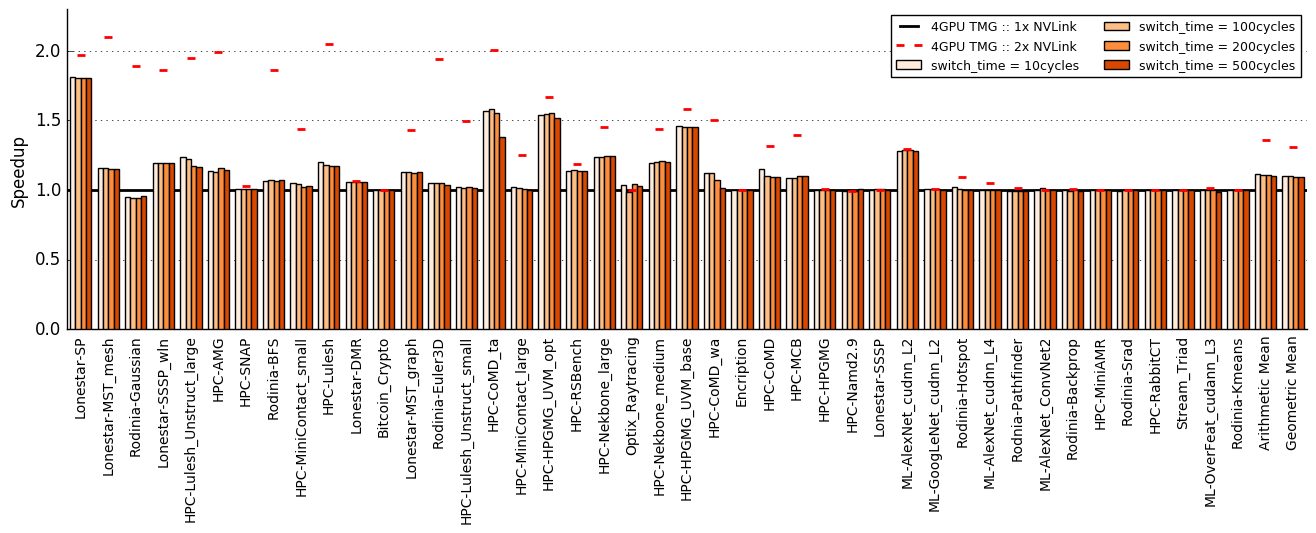 4GPU TMG :: 1x NVLink
4GPU TMG :: 2x NVLink
switch_time = 10cycles
switch_time = 100cycles
switch_time = 200cycles
switch_time = 500cycles
Speedup
2.0
1.5
1.0
0.5
0.0
Lonestar-SP
Lonestar-MST_mesh
Rodinia-Gaussian
Lonestar-SSSP_wln
HPC-Lulesh_Unstruct_large
HPC-AMG
HPC-SNAP
Rodinia-BFS
HPC-MiniContact_small
HPC-Lulesh
Lonestar-DMR
Bitcoin_Crypto
Lonestar-MST_graph
Rodinia-Euler3D
HPC-Lulesh_Unstruct_small
HPC-CoMD_ta
HPC-MiniContact_large
HPC-HPGMG_UVM_opt
HPC-RSBench
HPC-Nekbone_large
Optix_Raytracing
HPC-Nekbone_medium
HPC-HPGMG_UVM_base
HPC-CoMD_wa
Encription
HPC-CoMD
HPC-MCB
HPC-HPGMG
HPC-Namd2.9
Lonestar-SSSP
ML-AlexNet_cudnn_L2
ML-GoogLeNet_cudnn_L2
Rodinia-Hotspot
ML-AlexNet_cudnn_L4
Rodnia-Pathfinder
ML-AlexNet_ConvNet2
Rodinia-Backprop
HPC-MiniAMR
Rodinia-Srad
HPC-RabbitCT
Stream_Triad
ML-OverFeat_cudann_L3
Rodinia-Kmeans
Arithmetic Mean
Geometric Mean